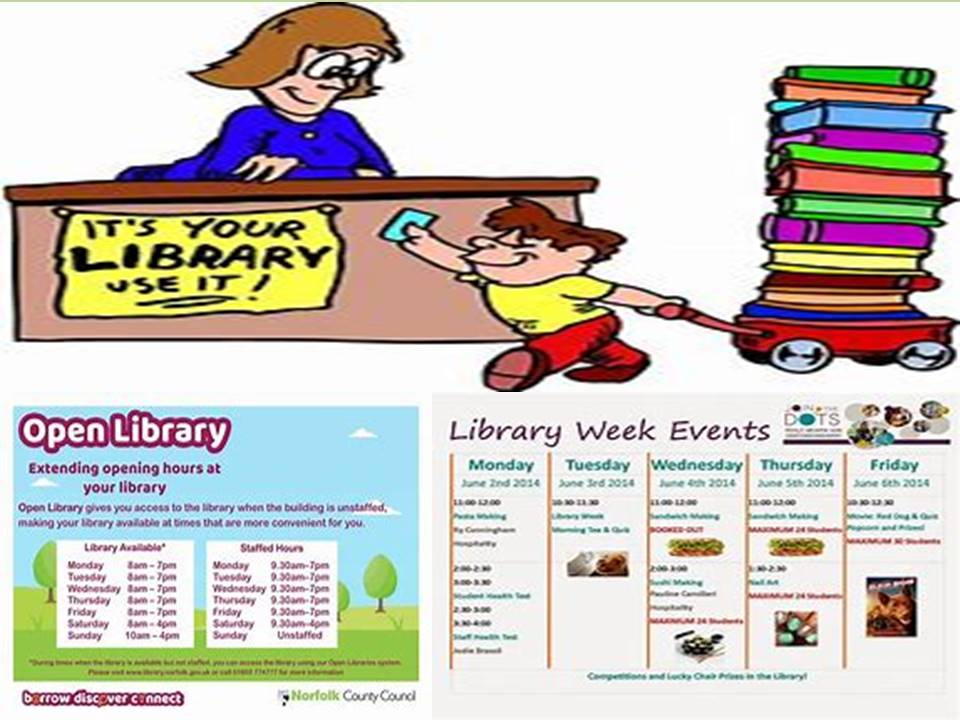 IT'S YOUR
LIBRARY
USE IT!
Open Library
Extending opening hours at
your library
Open Library gives you access to the library when the building is unstaffed,
making your library available at times that are more convenient for you.
Library Available*
Monday 8am – 7pm
Tuesday 8am – 7pm
Wednesday 8am – 7pm
Thursday 8am – 7pm
Friday 8am – 7pm
Saturday 8am – 4pm
Sunday 10am – 4pm
Staffed Hours
Monday 9.30am–7pm
Tuesday 9.30am–7pm
Wednesday 9.30am–7pm
Thursday 9.30am–7pm
Friday 9.30am–7pm
Saturday 9.30am–4pm
Sunday Unstaffed
*During times when the library is available but not staffed, you can access the library using our Open Libraries system.
Please visit www.library.norfolk.gov.uk or call 01603 774777 for more information
borrow discover connect
Norfolk County Council
Library Week Events
JOIN THE
DOTS
Monday
June 2nd 2014
11:00-12:00
Pasta Making
Ry Cunningham
Hospitality
2:00-2:30
3:00-3:30
Student Health Test
2:30-3:00
3:30-4:00
Staff Health Test
Tuesday
June 3rd 2014
10:30-11:30
Library Week
Morning Tea & Quiz
Wednesday
June 4th 2014
11:00-12:00
Sandwich Making
BOOKED OUT
2:00-3:00
Sushi Making
Pauline Camilleri
Hospitality
MAXIMUM 24 Students
Thursday
June 5th 2014
11:00-12:00
Sandwich Making
MAXIMUM 24 Students
1:30-2:30
Nail Art
MAXIMUM 24 Students
Friday
June 6th 2014
10:30-12:30
Movie: Red Dog & Quiz
Popcorn and Prizes!
MAXIMUM 30 Students
Competitions and Lucky Chair Prizes in the Library!